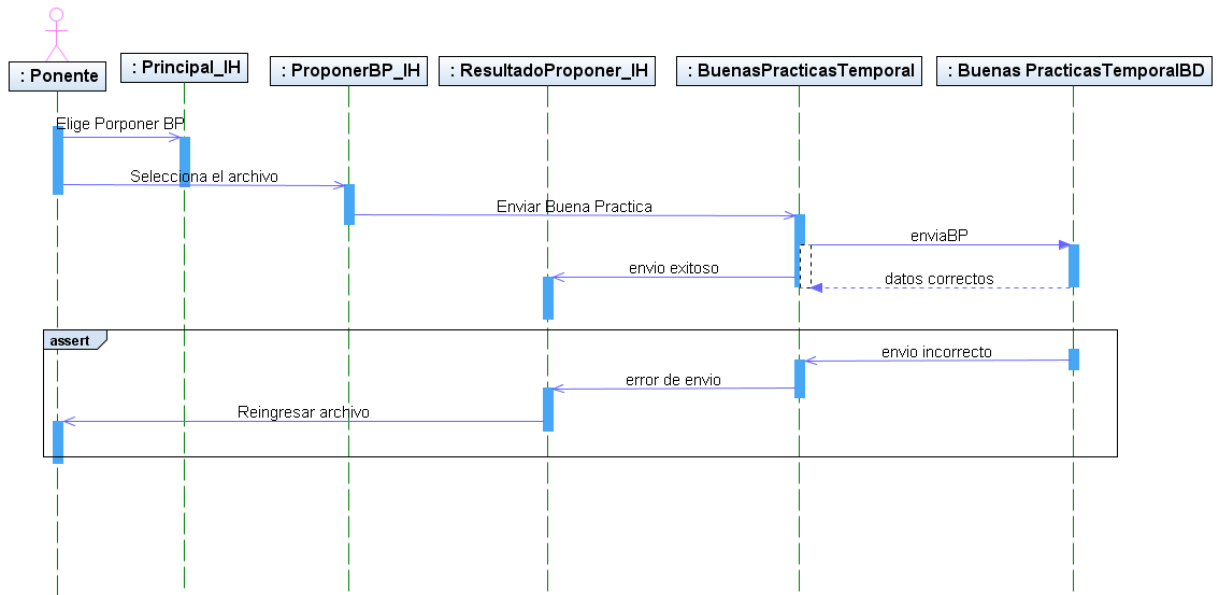 : Ponente
: Principal_IH
: ProponerBP_IH
: ResultadoProponer_IH
: BuenasPracticasTemporal
: Buenas PracticasTemporalBD
Elige Porponer BP
Selecciona el archivo
Enviar Buena Practica
enviaBP
envio exitoso
datos correctos
assert
envio incorrecto
error de envio
Reingresar archivo